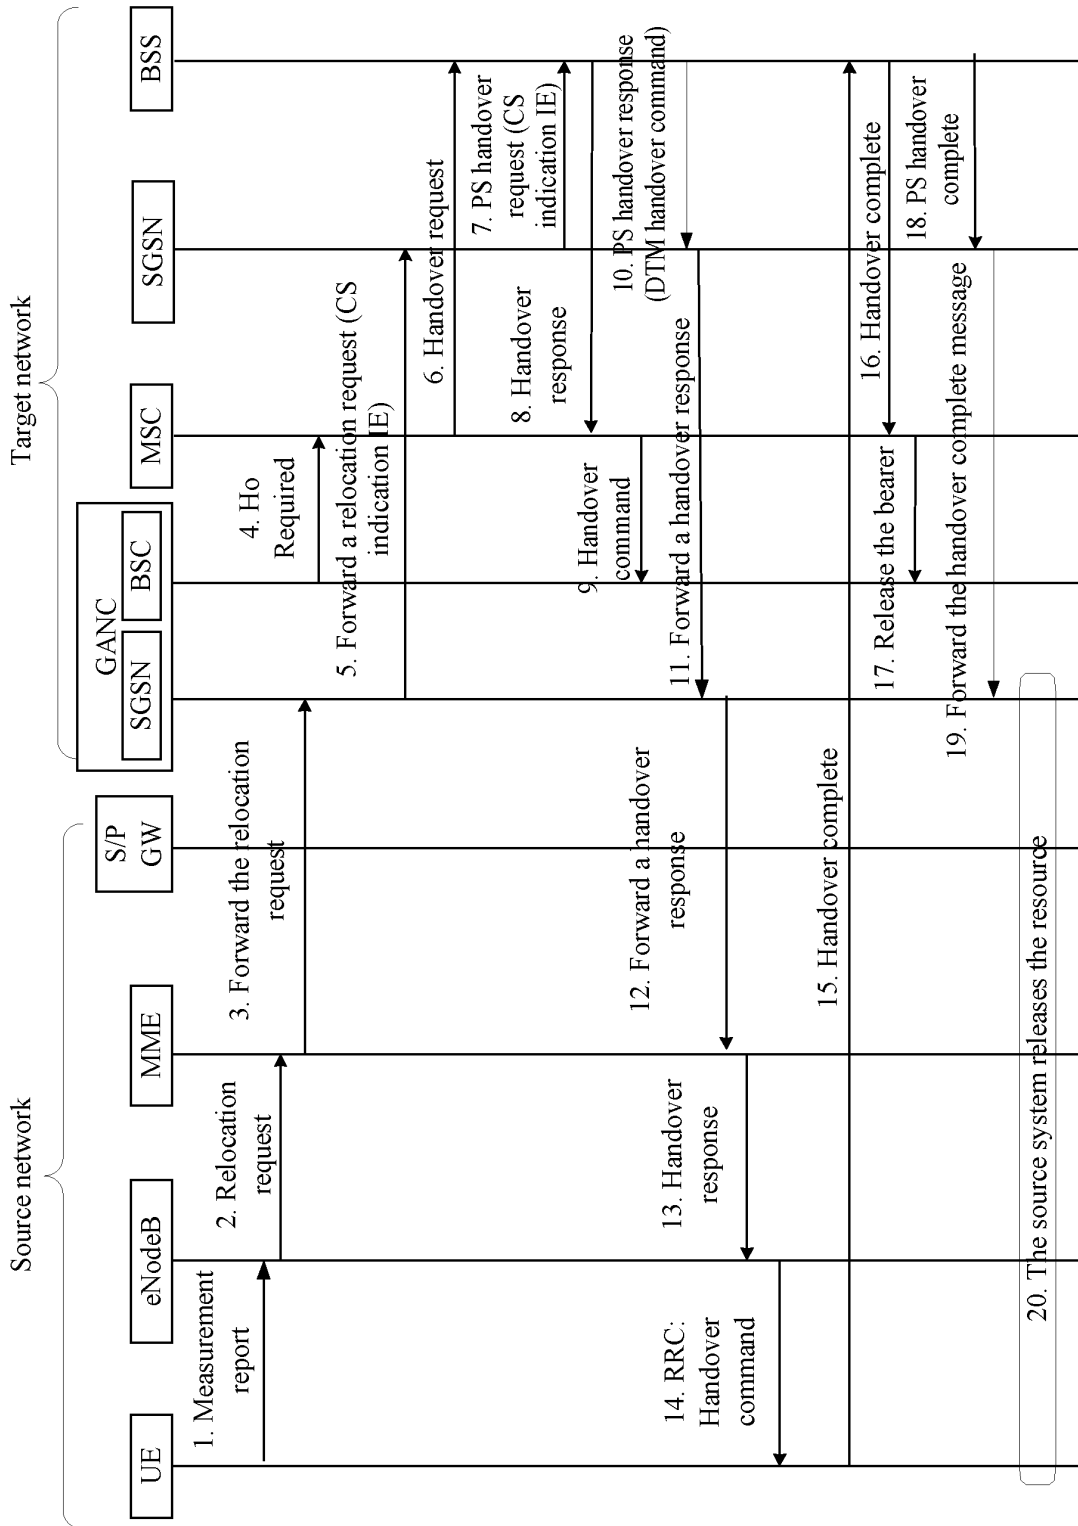 Source network
Target network
UE
eNodeB
MME
S/P
GW
GANC
SGSN
BSC
MSC
SGSN
BSS
1. Measurement
report
2. Relocation
request
3. Forward the relocation
request
4. Ho
Required
5. Forward a relocation request (CS
indication IE)
6. Handover request
7. PS handover
request (CS
indication IE)
8. Handover
response
9. Handover
command
10. PS handover response
(DTM handover command)
11. Forward a handover response
12. Forward a handover
response
13. Handover
response
14. RRC:
Handover
command
15. Handover complete
16. Handover complete
17. Release the bearer
18. PS handover
complete
19. Forward the handover complete message
20. The source system releases the resource